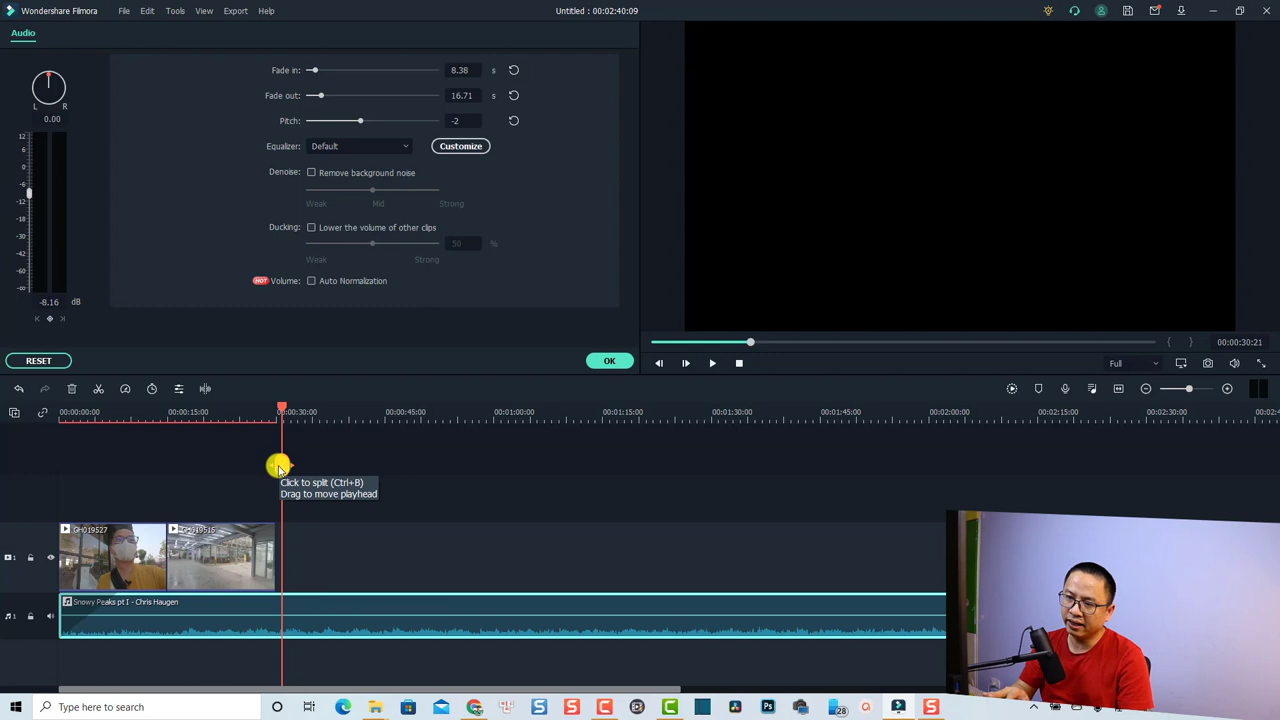 Wondershare Filmora
File
Edit
Tools
View
Export
Help
Untitled : 00:02:40:09
Audio
L R
0.00
12
6
0
-6
-12
-18
-30
-42
-60
-∞
-8.16 dB
Fade in: 8.38 s
Fade out: 16.71 s
Pitch: -2
Equalizer: Default Customize
Denoise: Remove background noise
Weak Mid Strong
Ducking: Lower the volume of other clips
50 %
Weak Strong
HOT Volume: Auto Normalization
RESET
OK
{ } 00:00:30:21
Full
00:00:00:00 00:00:15:00 00:00:30:00 00:00:45:00 00:01:00:00 00:01:15:00 00:01:30:00 00:01:45:00 00:02:00:00 00:02:15:00 00:02:30:00
Click to split (Ctrl+B)
Drag to move playhead
GH019527
GH019515
1
Snowy Peaks pt I - Chris Haugen
1
Type here to search
28